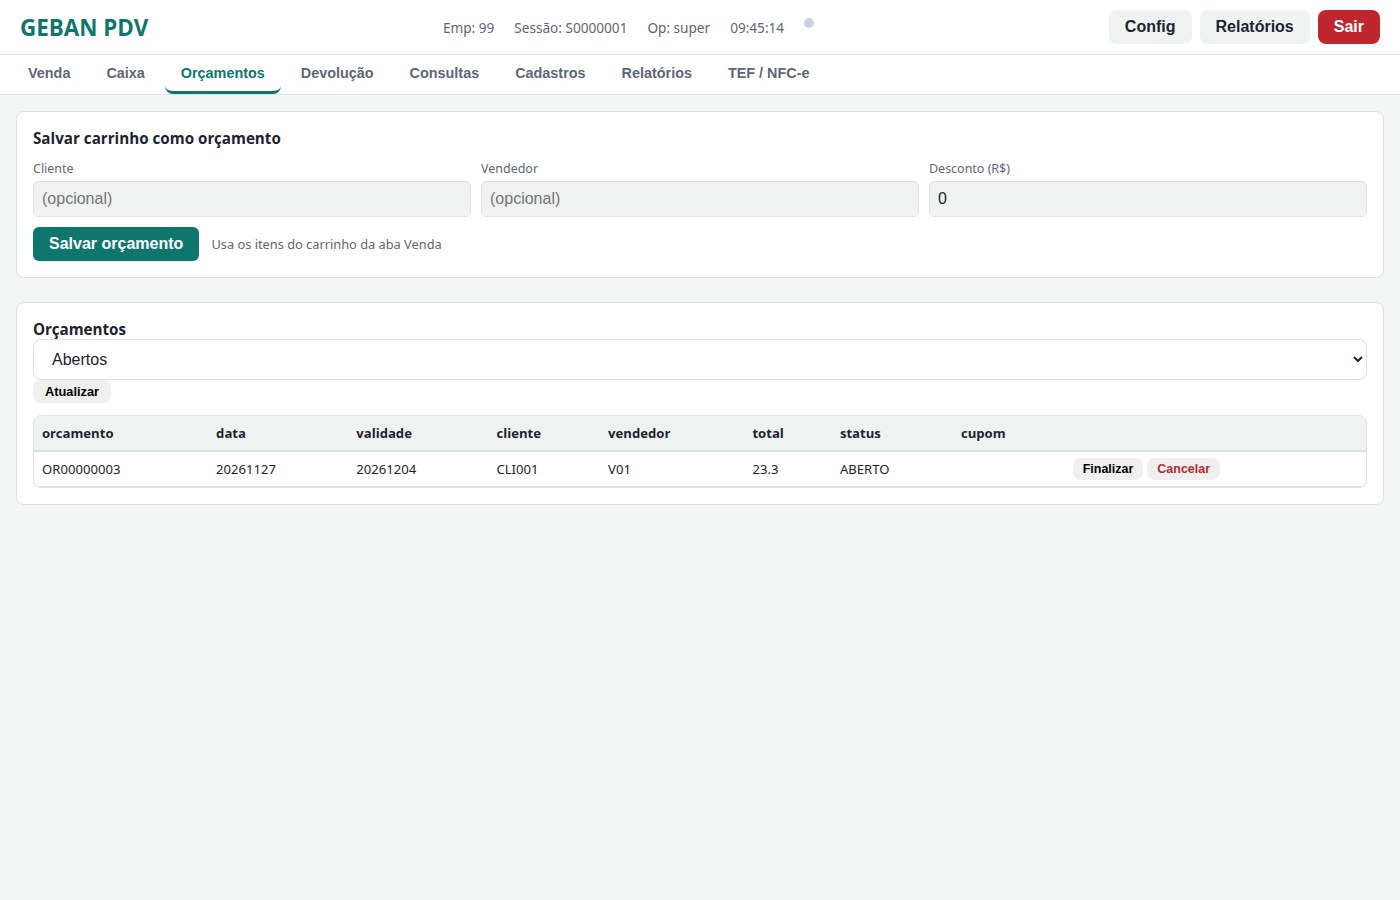 GEBAN PDV Emp: 99 Sessão: S0000001 Op: super 09:45:14 Config Relatórios Sair
Venda Caixa Orçamentos Devolução Consultas Cadastros Relatórios TEF / NFC-e
Salvar carrinho como orçamento
Cliente Vendedor Desconto (R$)
(opcional) (opcional) 0
Salvar orçamento Usa os itens do carrinho da aba Venda
Orçamentos
Abertos
Atualizar
orcamento data validade cliente vendedor total status cupom
OR00000003 20261127 20261204 CLI001 V01 23.3 ABERTO Finalizar Cancelar